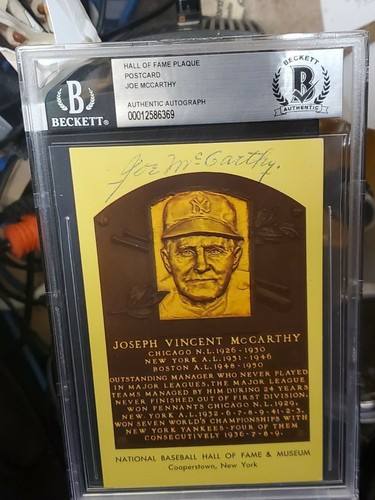 HALL OF FAME PLAQUE
POSTCARD
JOE MCCARTHY
AUTHENTIC AUTOGRAPH
00012586369
B
BECKETT®
BECKETT
B
AUTHENTIC
Joe McCarthy.
NY
JOSEPH VINCENT McCARTHY
CHICAGO N.L. 1926-1930
NEW YORK A.L. 1931-1946
BOSTON A.L. 1948-1950
OUTSTANDING MANAGER WHO NEVER PLAYED
IN MAJOR LEAGUES. THE MAJOR LEAGUE
TEAMS MANAGED BY HIM DURING 24 YEARS
NEVER FINISHED OUT OF FIRST DIVISION.
WON PENNANTS CHICAGO N.L. 1929,
NEW YORK A.L. 1932-6-7-8-9-41-2-3.
WON SEVEN WORLD'S CHAMPIONSHIPS WITH
NEW YORK YANKEES-FOUR OF THEM
CONSECUTIVELY 1936-7-8-9.
NATIONAL BASEBALL HALL OF FAME & MUSEUM
Cooperstown, New York